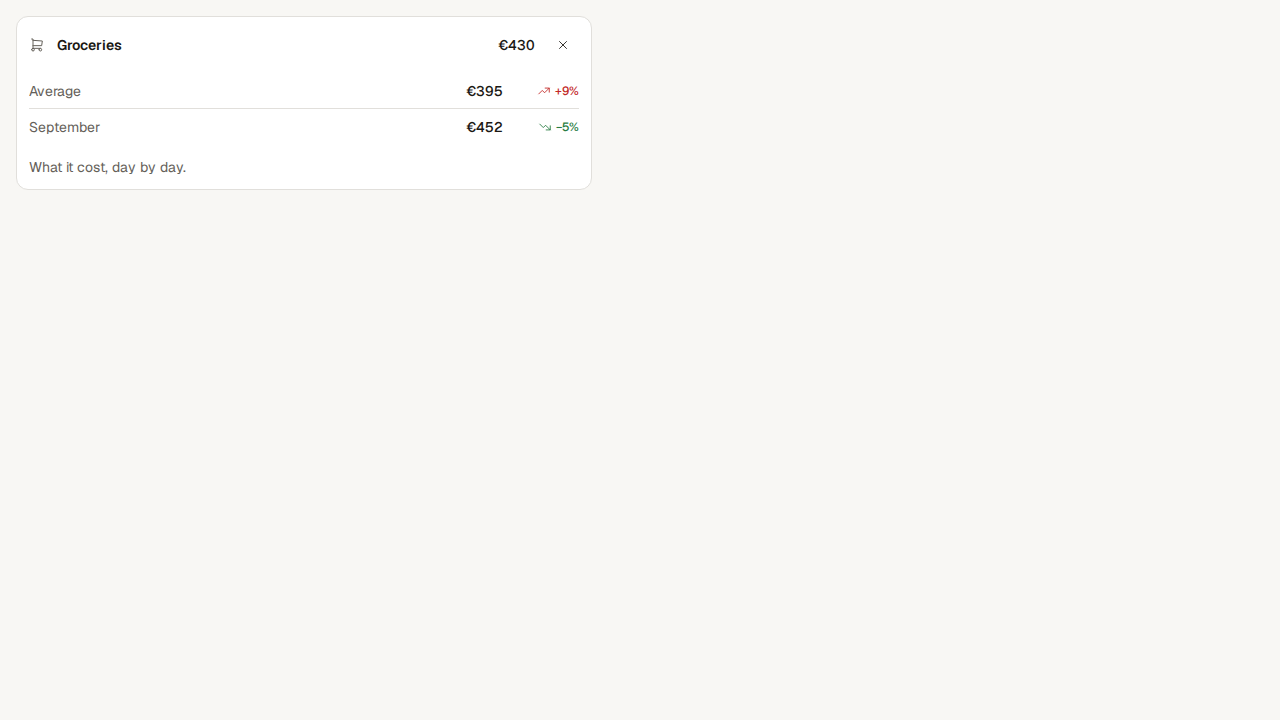 Groceries €430
Average €395 +9%
September €452 −5%
What it cost, day by day.